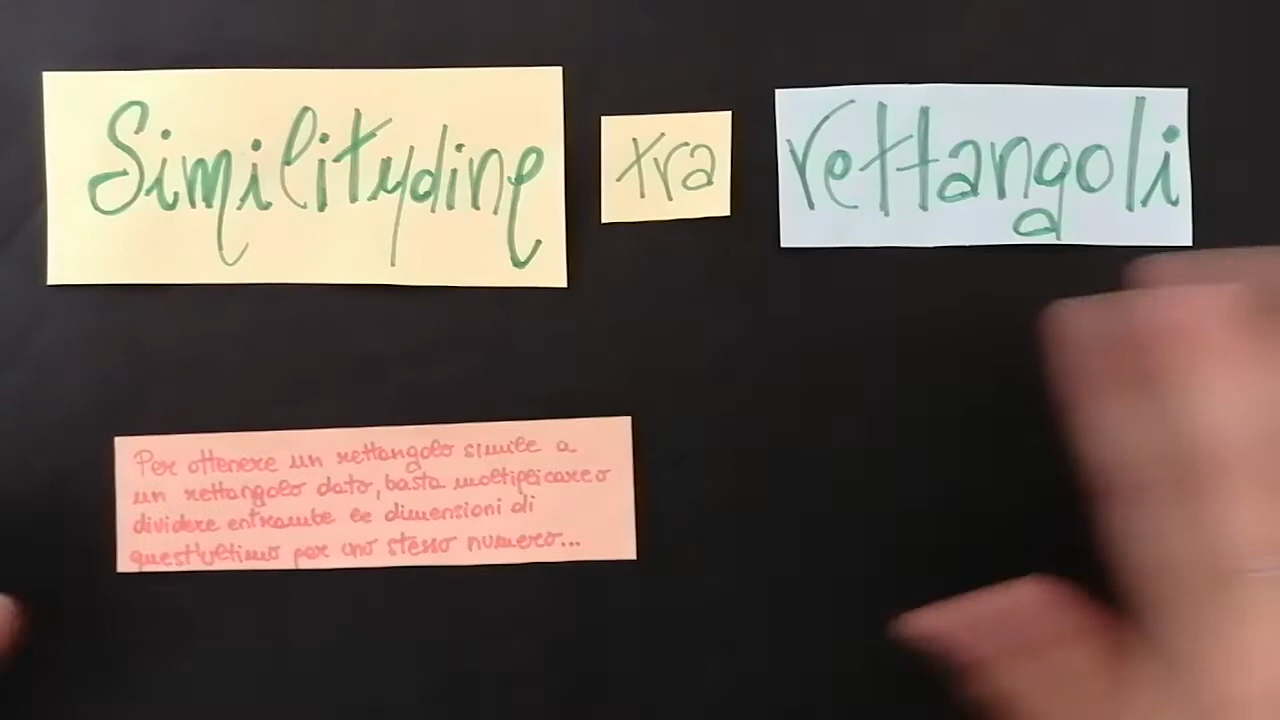 Similitudine tra rettangoli
Per ottenere un rettangolo simile a
un rettangolo dato, basta moltiplicare o
dividere entrambe le dimensioni di
quest'ultimo per uno stesso numero...